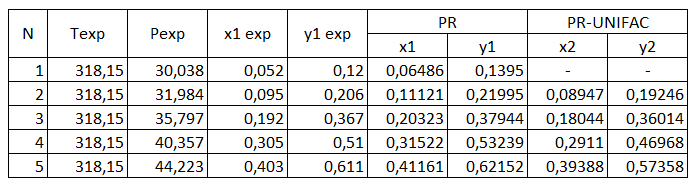 N Texp Pexp x1 exp y1 exp PR PR-UNIFAC
x1 y1 x2 y2
1 318,15 30,038 0,052 0,12 0,06486 0,1395 - -
2 318,15 31,984 0,095 0,206 0,11121 0,21995 0,08947 0,19246
3 318,15 35,797 0,192 0,367 0,20323 0,37944 0,18044 0,36014
4 318,15 40,357 0,305 0,51 0,31522 0,53239 0,2911 0,46968
5 318,15 44,223 0,403 0,611 0,41161 0,62152 0,39388 0,57358